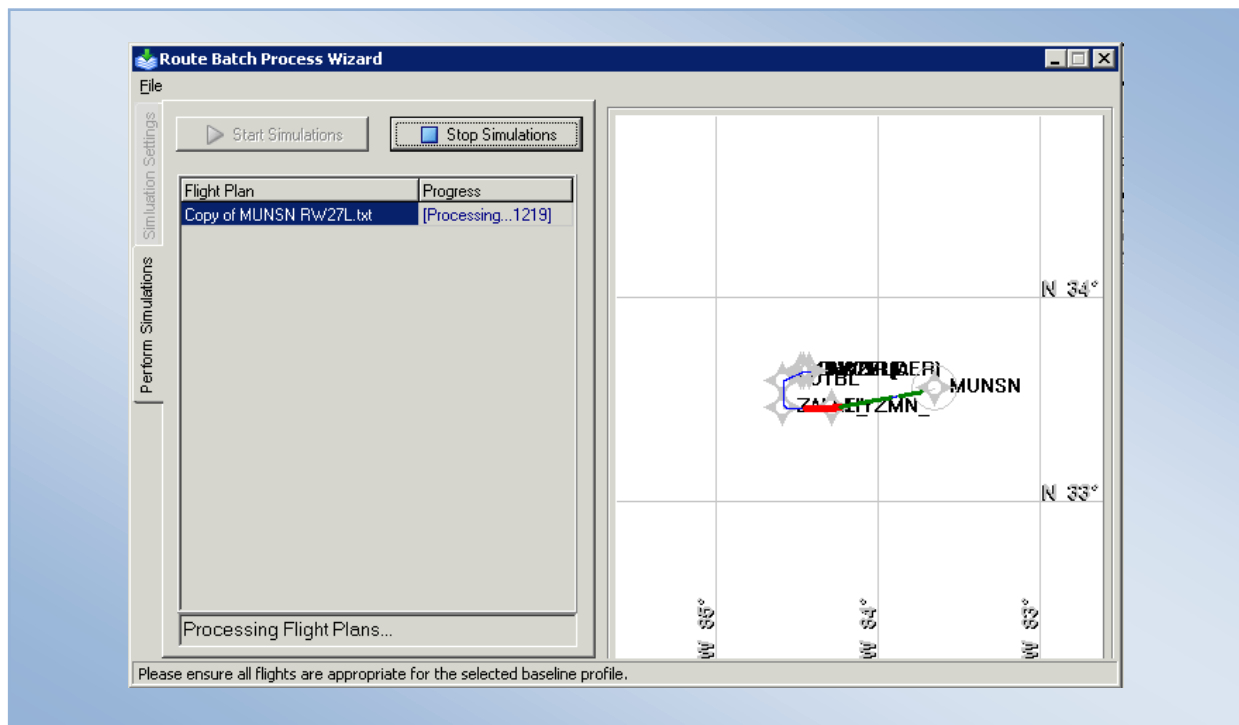 Route Batch Process Wizard
File
Simluation Settings
Perform Simulations
Start Simulations
Stop Simulations
Flight Plan Progress
Copy of MUNSN RW27L.txt [Processing...1219]
Processing Flight Plans...
N 34°
MUNSN
N 33°
W 85°
W 84°
W 83°
Please ensure all flights are appropriate for the selected baseline profile.